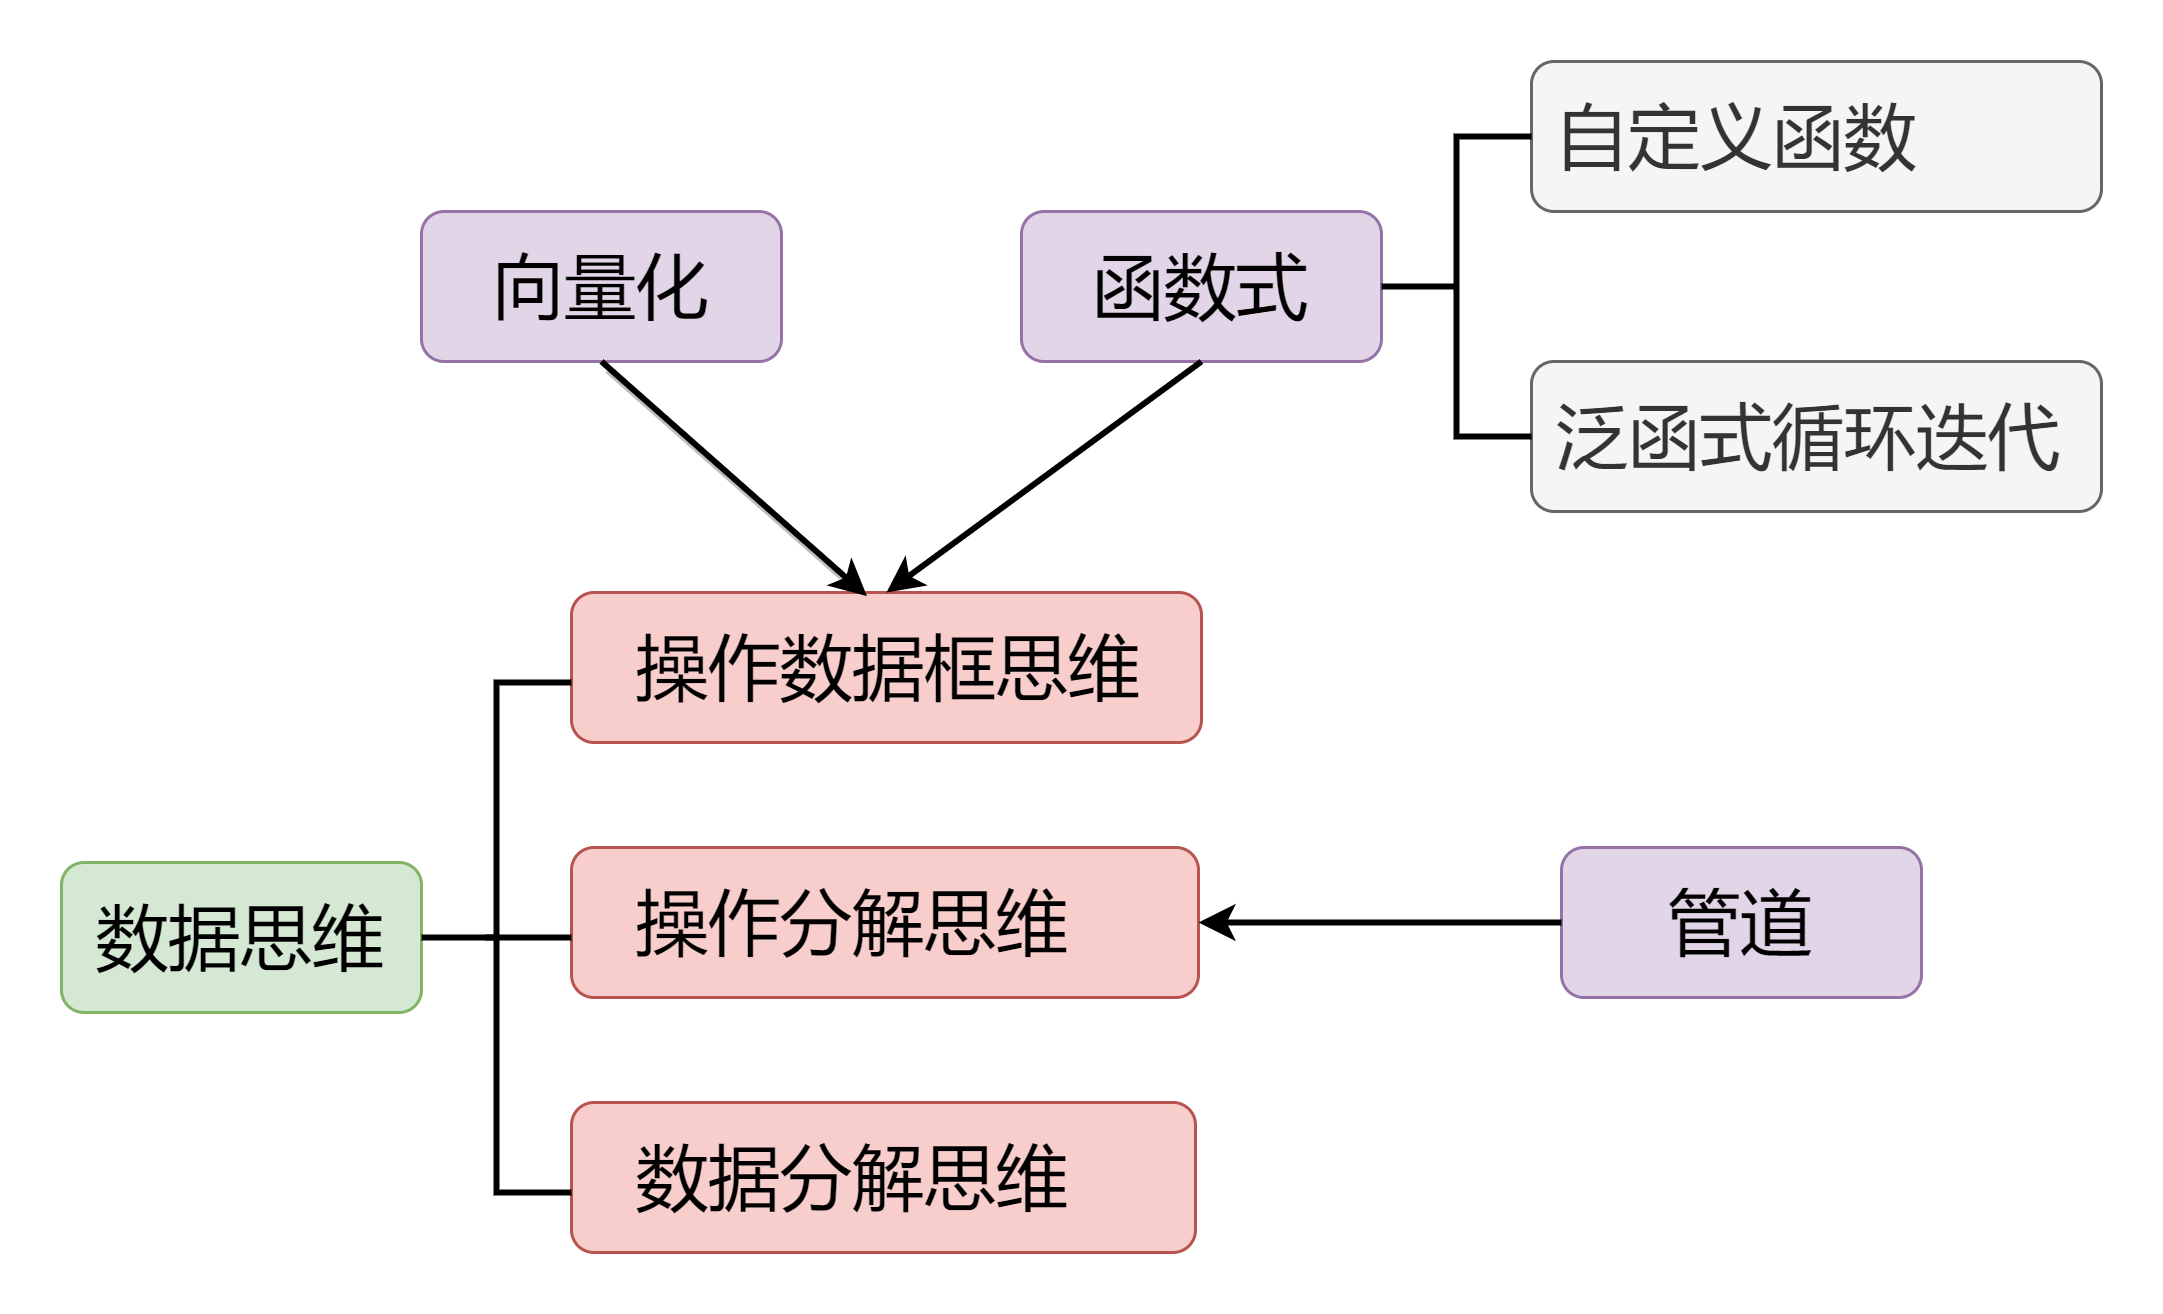 自定义函数
向量化
函数式
泛函式循环迭代
操作数据框思维
操作分解思维
管道
数据思维
数据分解思维